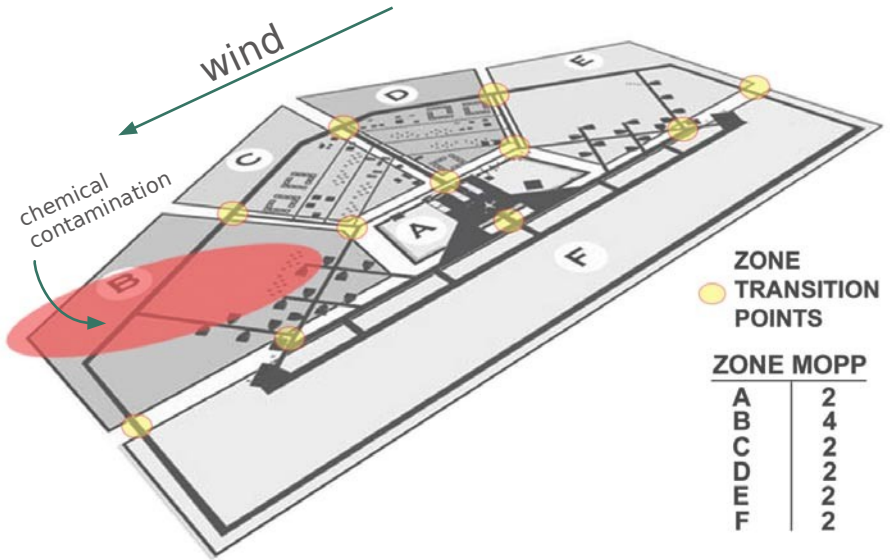 wind
E
D
C
chemical
contamination
B
A
F
ZONE
TRANSITION
POINTS
ZONE MOPP
A 2
B 4
C 2
D 2
E 2
F 2